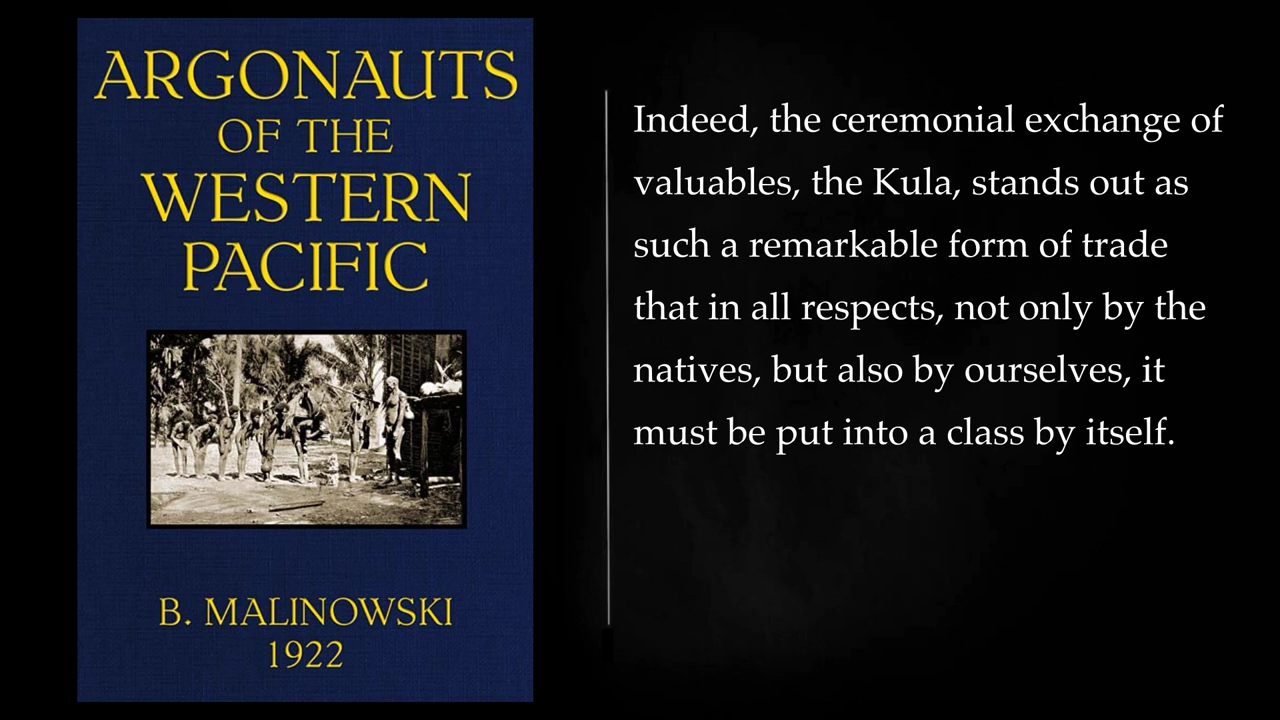 ARGONAUTS
OF THE
WESTERN
PACIFIC
B. MALINOWSKI
1922
Indeed, the ceremonial exchange of
valuables, the Kula, stands out as
such a remarkable form of trade
that in all respects, not only by the
natives, but also by ourselves, it
must be put into a class by itself.